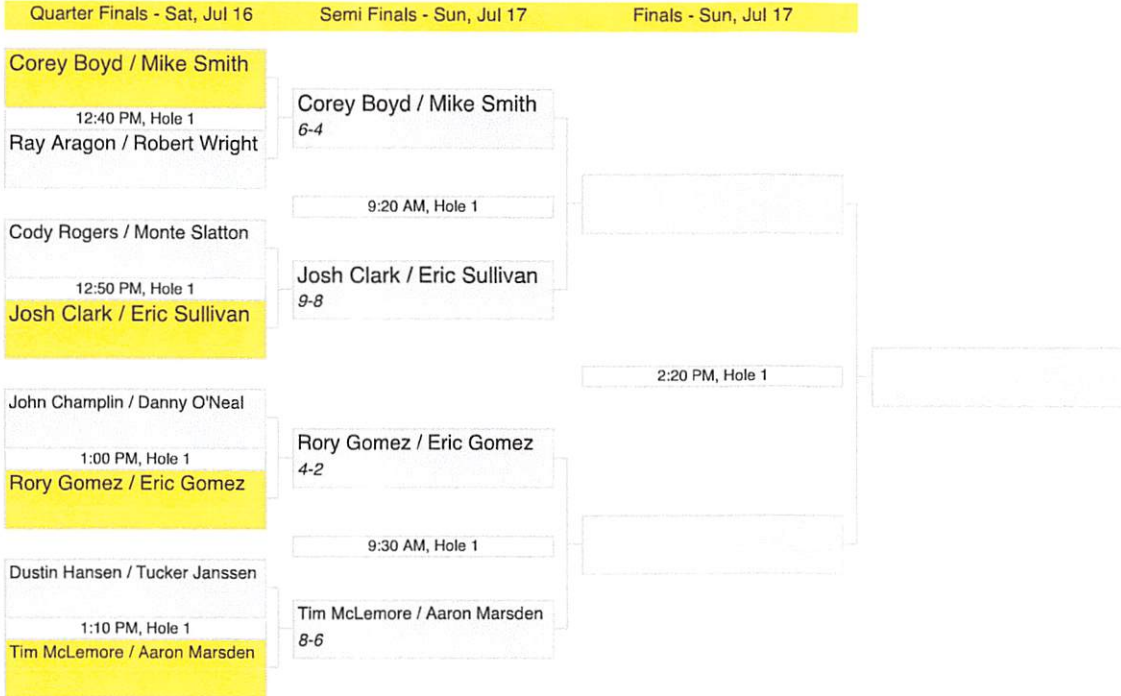 Quarter Finals - Sat, Jul 16
Semi Finals - Sun, Jul 17
Finals - Sun, Jul 17
Corey Boyd / Mike Smith
12:40 PM, Hole 1
Ray Aragon / Robert Wright
Cody Rogers / Monte Slatton
12:50 PM, Hole 1
Josh Clark / Eric Sullivan
John Champlin / Danny O'Neal
1:00 PM, Hole 1
Rory Gomez / Eric Gomez
Dustin Hansen / Tucker Janssen
1:10 PM, Hole 1
Tim McLemore / Aaron Marsden
Corey Boyd / Mike Smith
6-4
9:20 AM, Hole 1
Josh Clark / Eric Sullivan
9-8
Rory Gomez / Eric Gomez
4-2
9:30 AM, Hole 1
Tim McLemore / Aaron Marsden
8-6
2:20 PM, Hole 1